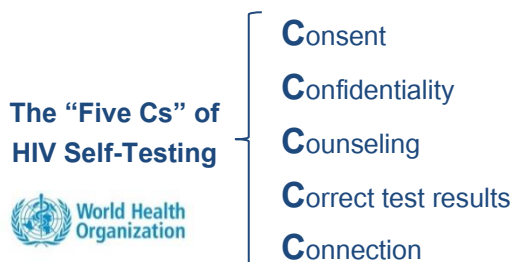 The “Five Cs” of
HIV Self-Testing
World Health
Organization
Consent
Confidentiality
Counseling
Correct test results
Connection